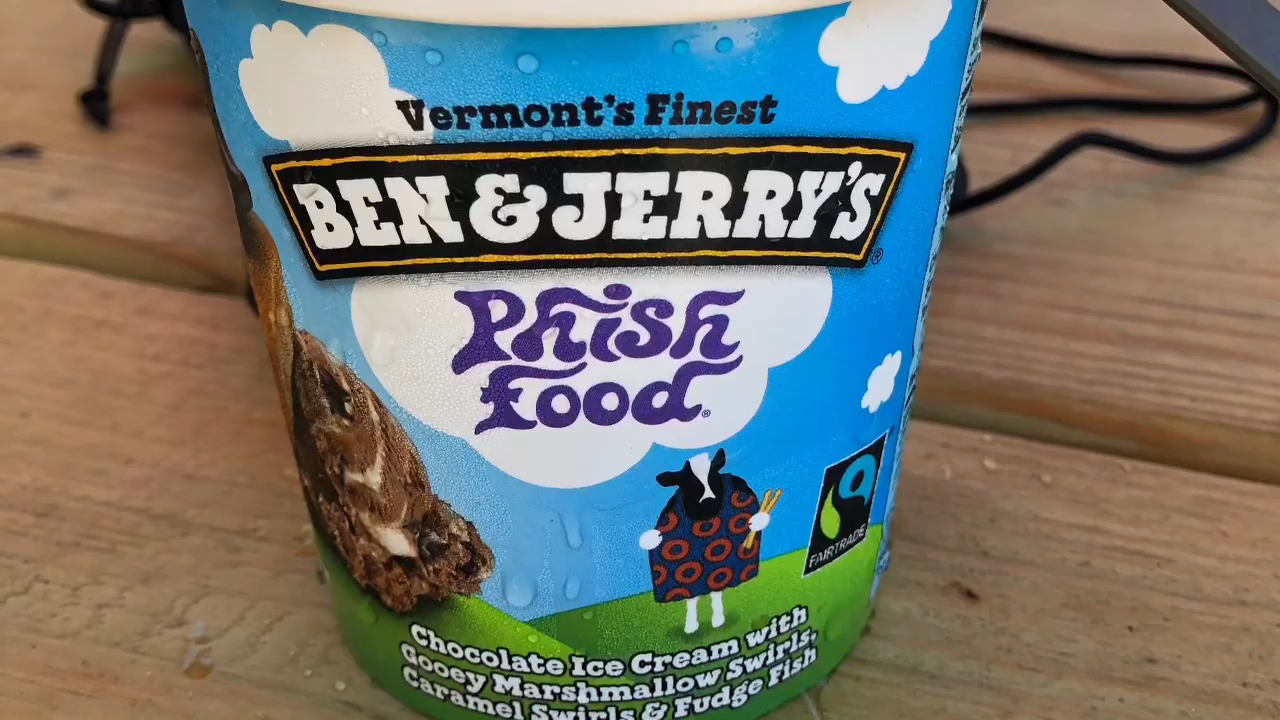 Vermont's Finest
BEN & JERRY'S®
Phish
Food®
FAIRTRADE
Chocolate Ice Cream with
Gooey Marshmallow Swirls,
Caramel Swirls & Fudge Fish